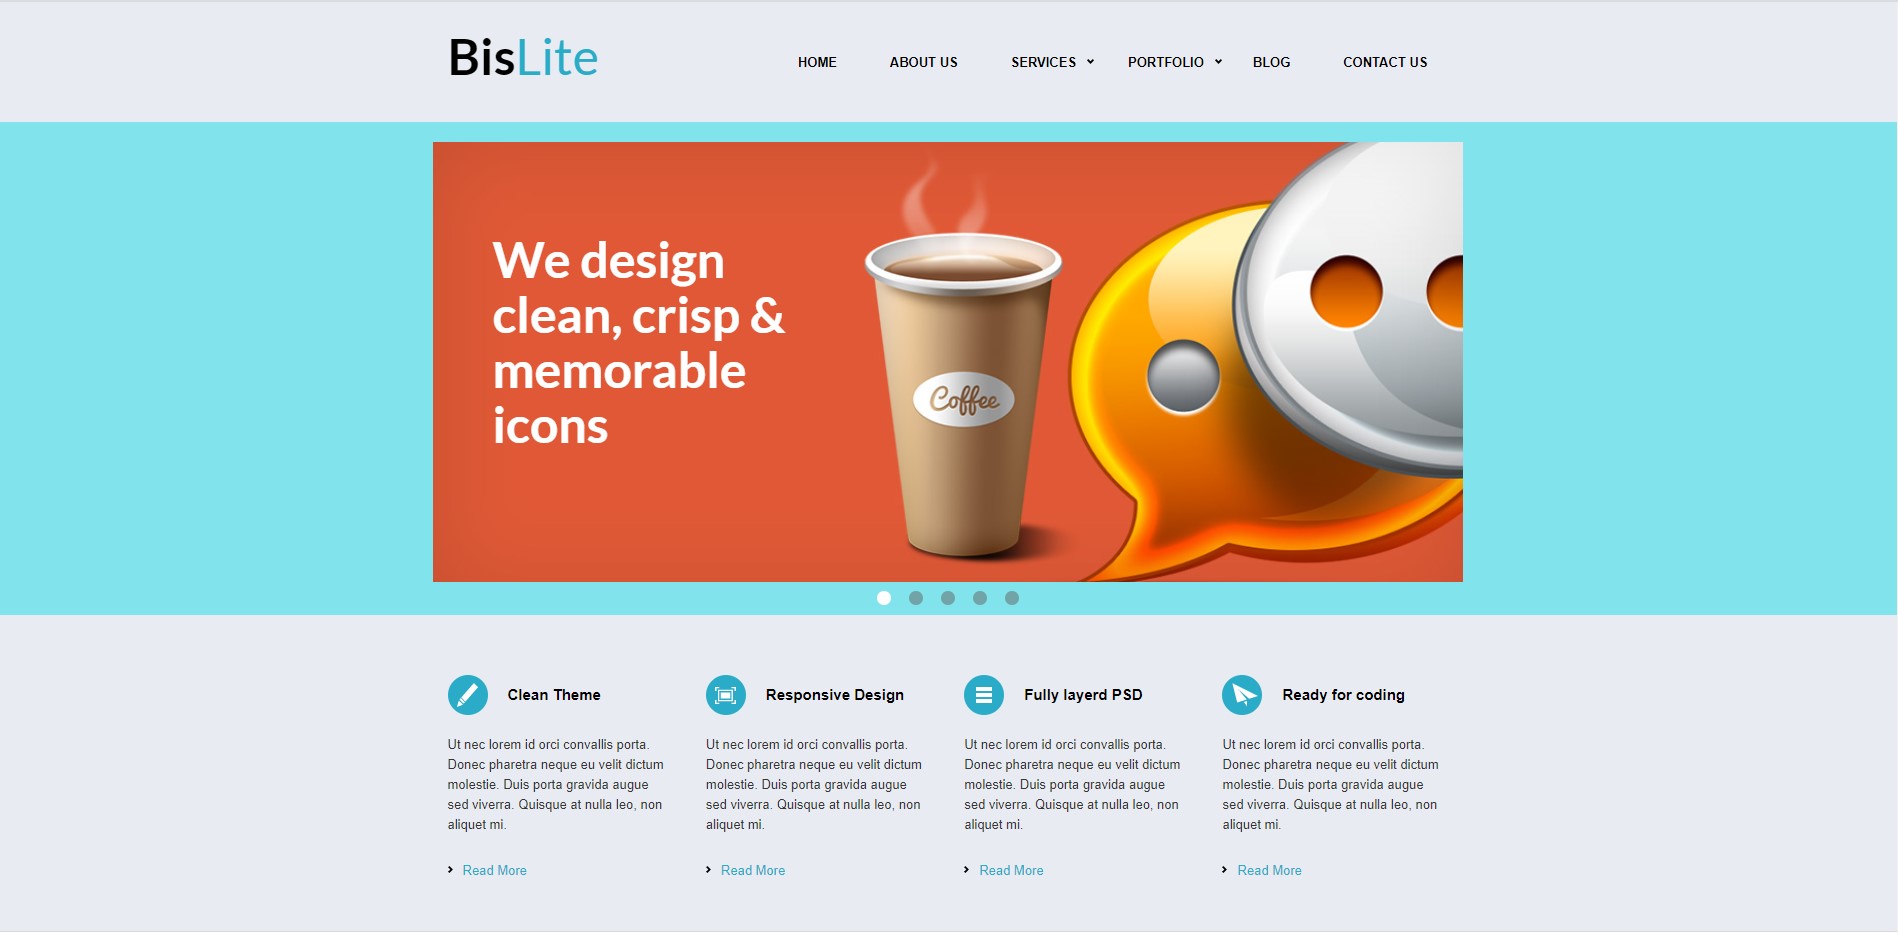 BisLite
HOME ABOUT US SERVICES PORTFOLIO BLOG CONTACT US
We design
clean, crisp &
memorable
icons
Coffee
Clean Theme
Ut nec lorem id orci convallis porta.
Donec pharetra neque eu velit dictum
molestie. Duis porta gravida augue
sed viverra. Quisque at nulla leo, non
aliquet mi.
Read More
Responsive Design
Ut nec lorem id orci convallis porta.
Donec pharetra neque eu velit dictum
molestie. Duis porta gravida augue
sed viverra. Quisque at nulla leo, non
aliquet mi.
Read More
Fully layerd PSD
Ut nec lorem id orci convallis porta.
Donec pharetra neque eu velit dictum
molestie. Duis porta gravida augue
sed viverra. Quisque at nulla leo, non
aliquet mi.
Read More
Ready for coding
Ut nec lorem id orci convallis porta.
Donec pharetra neque eu velit dictum
molestie. Duis porta gravida augue
sed viverra. Quisque at nulla leo, non
aliquet mi.
Read More